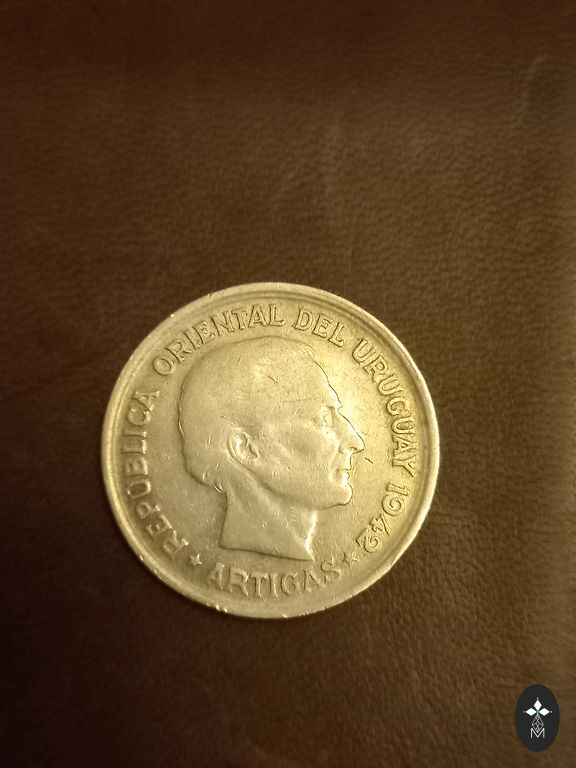 REPUBLICA ORIENTAL DEL URUGUAY 1942
ARTIGAS
M